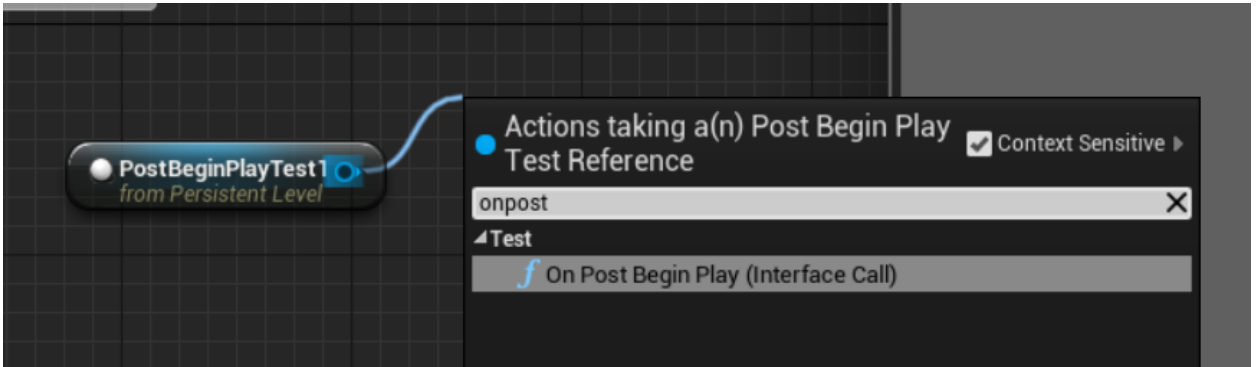 PostBeginPlayTest1
from Persistent Level
Actions taking a(n) Post Begin Play
Test Reference
Context Sensitive
onpost
Test
f On Post Begin Play (Interface Call)